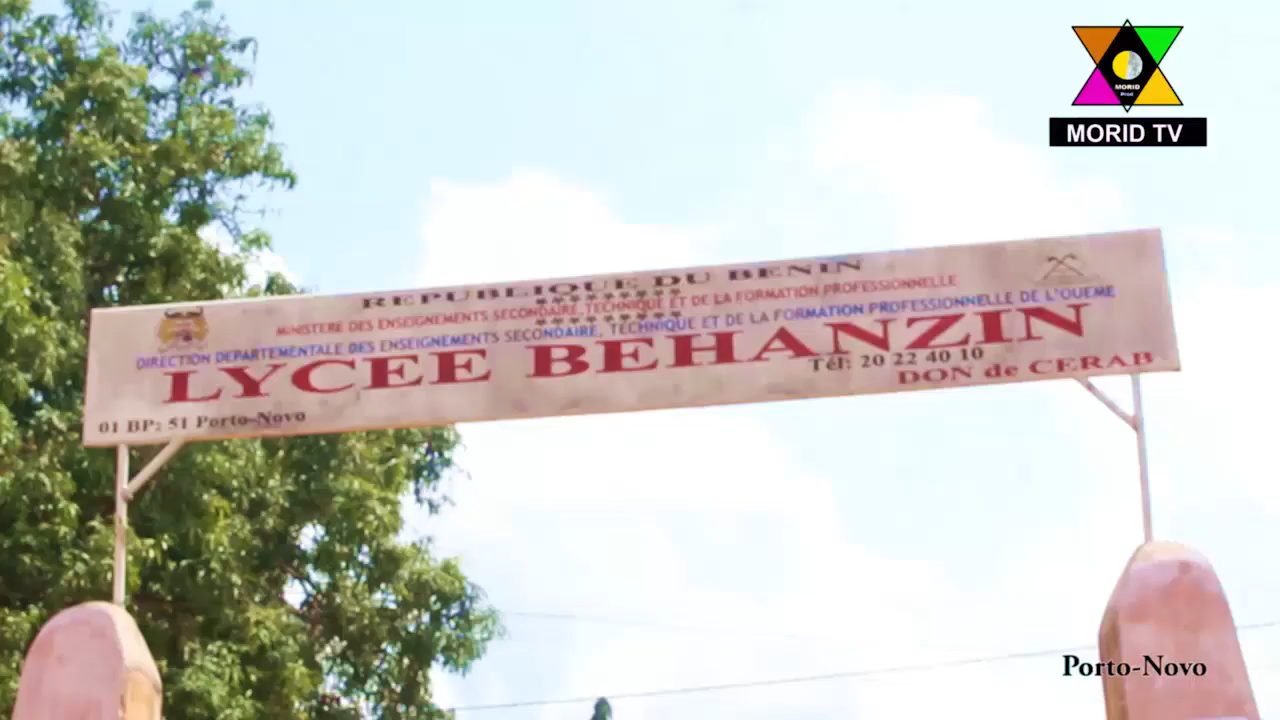 MORID
Prod
MORID TV
REPUBLIQUE DU BENIN
MINISTERE DES ENSEIGNEMENTS SECONDAIRE, TECHNIQUE ET DE LA FORMATION PROFESSIONNELLE
DIRECTION DEPARTEMENTALE DES ENSEIGNEMENTS SECONDAIRE, TECHNIQUE ET DE LA FORMATION PROFESSIONNELLE DE L'OUEME
LYCEE BEHANZIN
Tél: 20 22 40 10
DON de CERAB
01 BP: 51 Porto-Novo
Porto-Novo